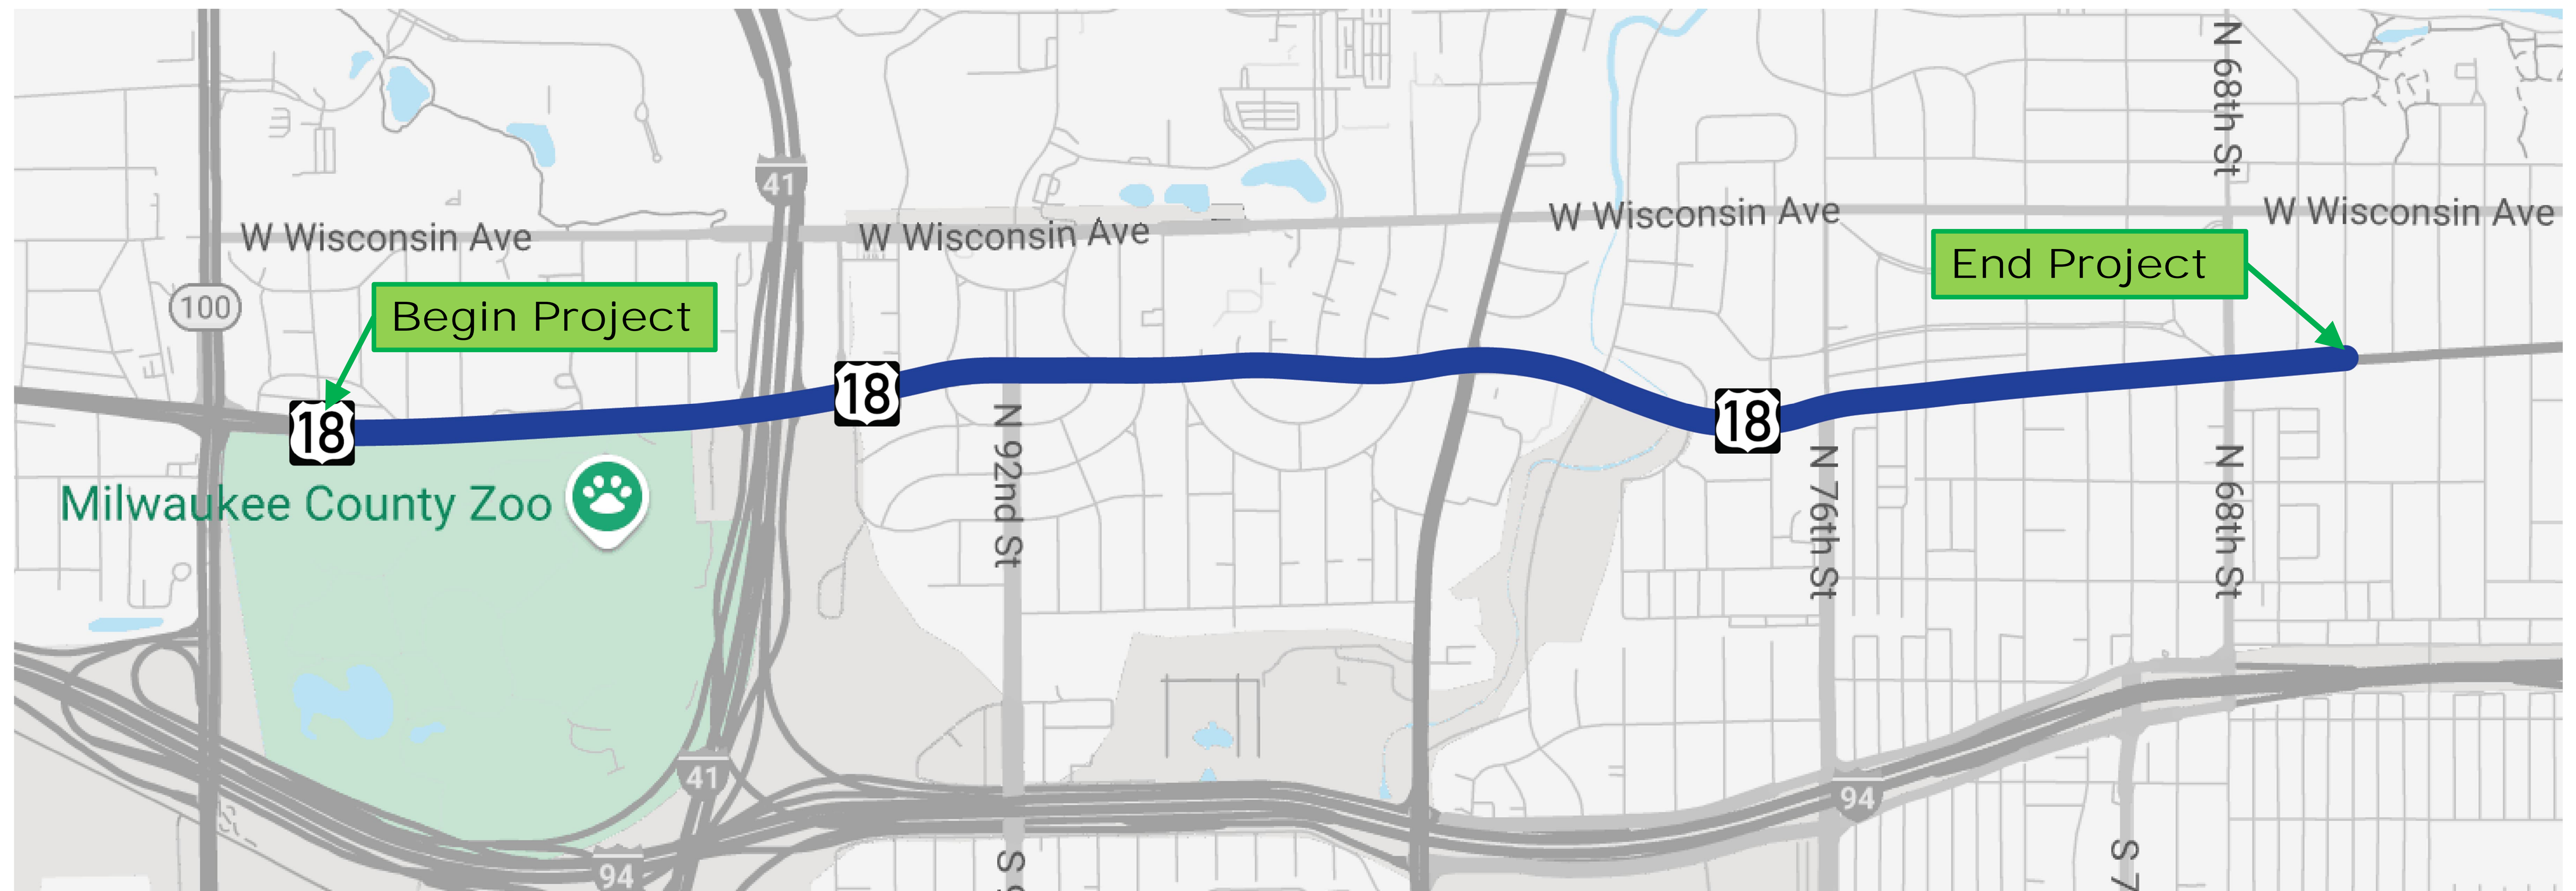 N 68th St
41
W Wisconsin Ave
W Wisconsin Ave
W Wisconsin Ave
W Wisconsin Ave
End Project
100
Begin Project
18
18
18
N 92nd St
N 76th St
N 68th St
Milwaukee County Zoo
41
94
94
S
S 7